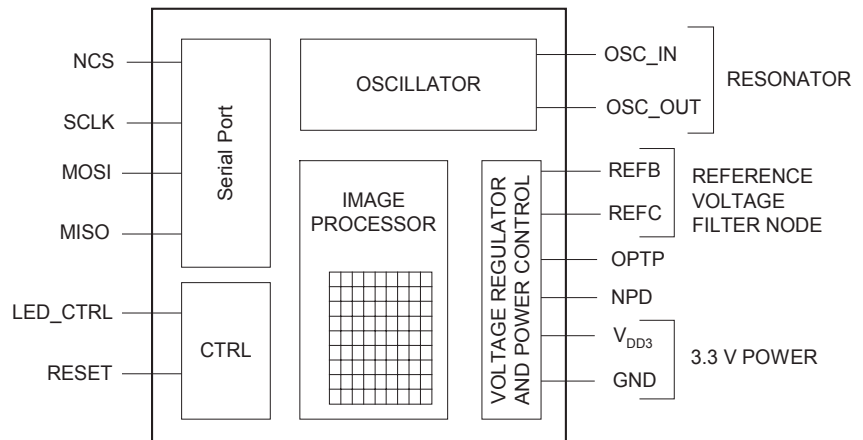 NCS
SCLK
MOSI
MISO
LED_CTRL
RESET
Serial Port
CTRL
OSCILLATOR
IMAGE
PROCESSOR
VOLTAGE REGULATOR
AND POWER CONTROL
OSC_IN
OSC_OUT
RESONATOR
REFB
REFC
REFERENCE
VOLTAGE
FILTER NODE
OPTP
NPD
VDD3
GND
3.3 V POWER